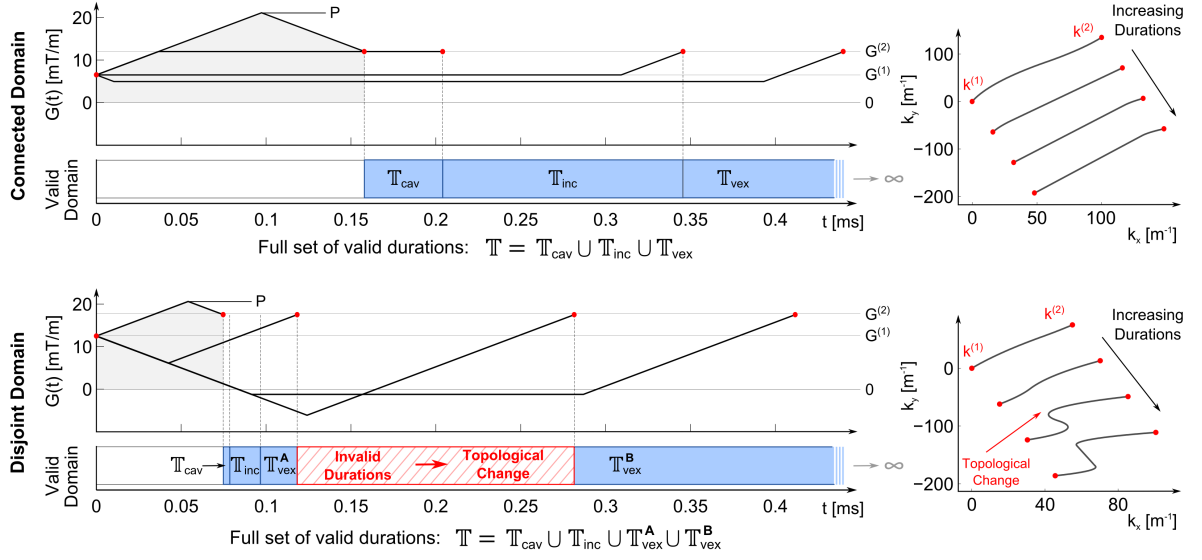 Connected Domain
G(t) [mT/m]
20
10
0
P
G(2)
G(1)
0
Valid
Domain
𝕋cav
𝕋inc
𝕋vex
∞
0
0.05
0.1
0.15
0.2
0.25
0.3
0.35
0.4
t [ms]
Full set of valid durations: 𝕋 = 𝕋cav ∪ 𝕋inc ∪ 𝕋vex
Increasing
Durations
k(2)
k(1)
ky [m-1]
100
0
−100
−200
0
50
100
kx [m-1]
Disjoint Domain
G(t) [mT/m]
20
10
0
P
G(2)
G(1)
0
Valid
Domain
𝕋cav
𝕋inc
𝕋vexA
Invalid
Durations
Topological
Change
𝕋vexB
∞
0
0.05
0.1
0.15
0.2
0.25
0.3
0.35
0.4
t [ms]
Full set of valid durations: 𝕋 = 𝕋cav ∪ 𝕋inc ∪ 𝕋vexA ∪ 𝕋vexB
Increasing
Durations
k(2)
k(1)
ky [m-1]
0
−100
−200
Topological
Change
0
40
80
kx [m-1]